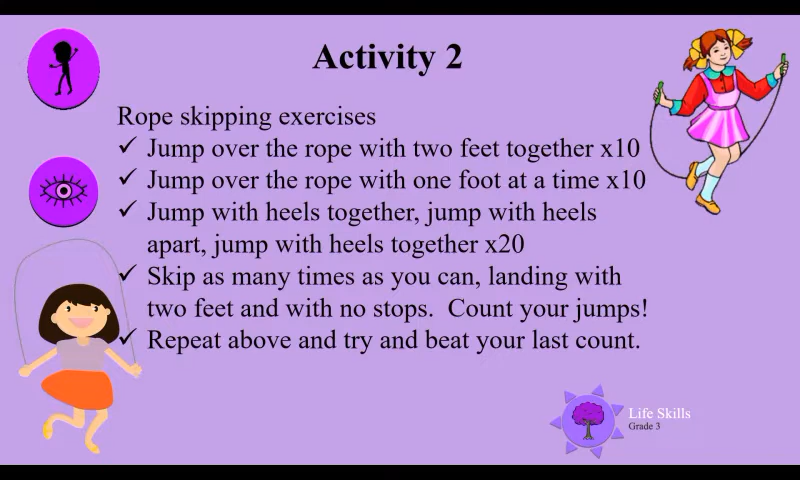 Activity 2
Rope skipping exercises
✓ Jump over the rope with two feet together x10
✓ Jump over the rope with one foot at a time x10
✓ Jump with heels together, jump with heels
apart, jump with heels together x20
✓ Skip as many times as you can, landing with
two feet and with no stops.  Count your jumps!
✓ Repeat above and try and beat your last count.
Life Skills
Grade 3